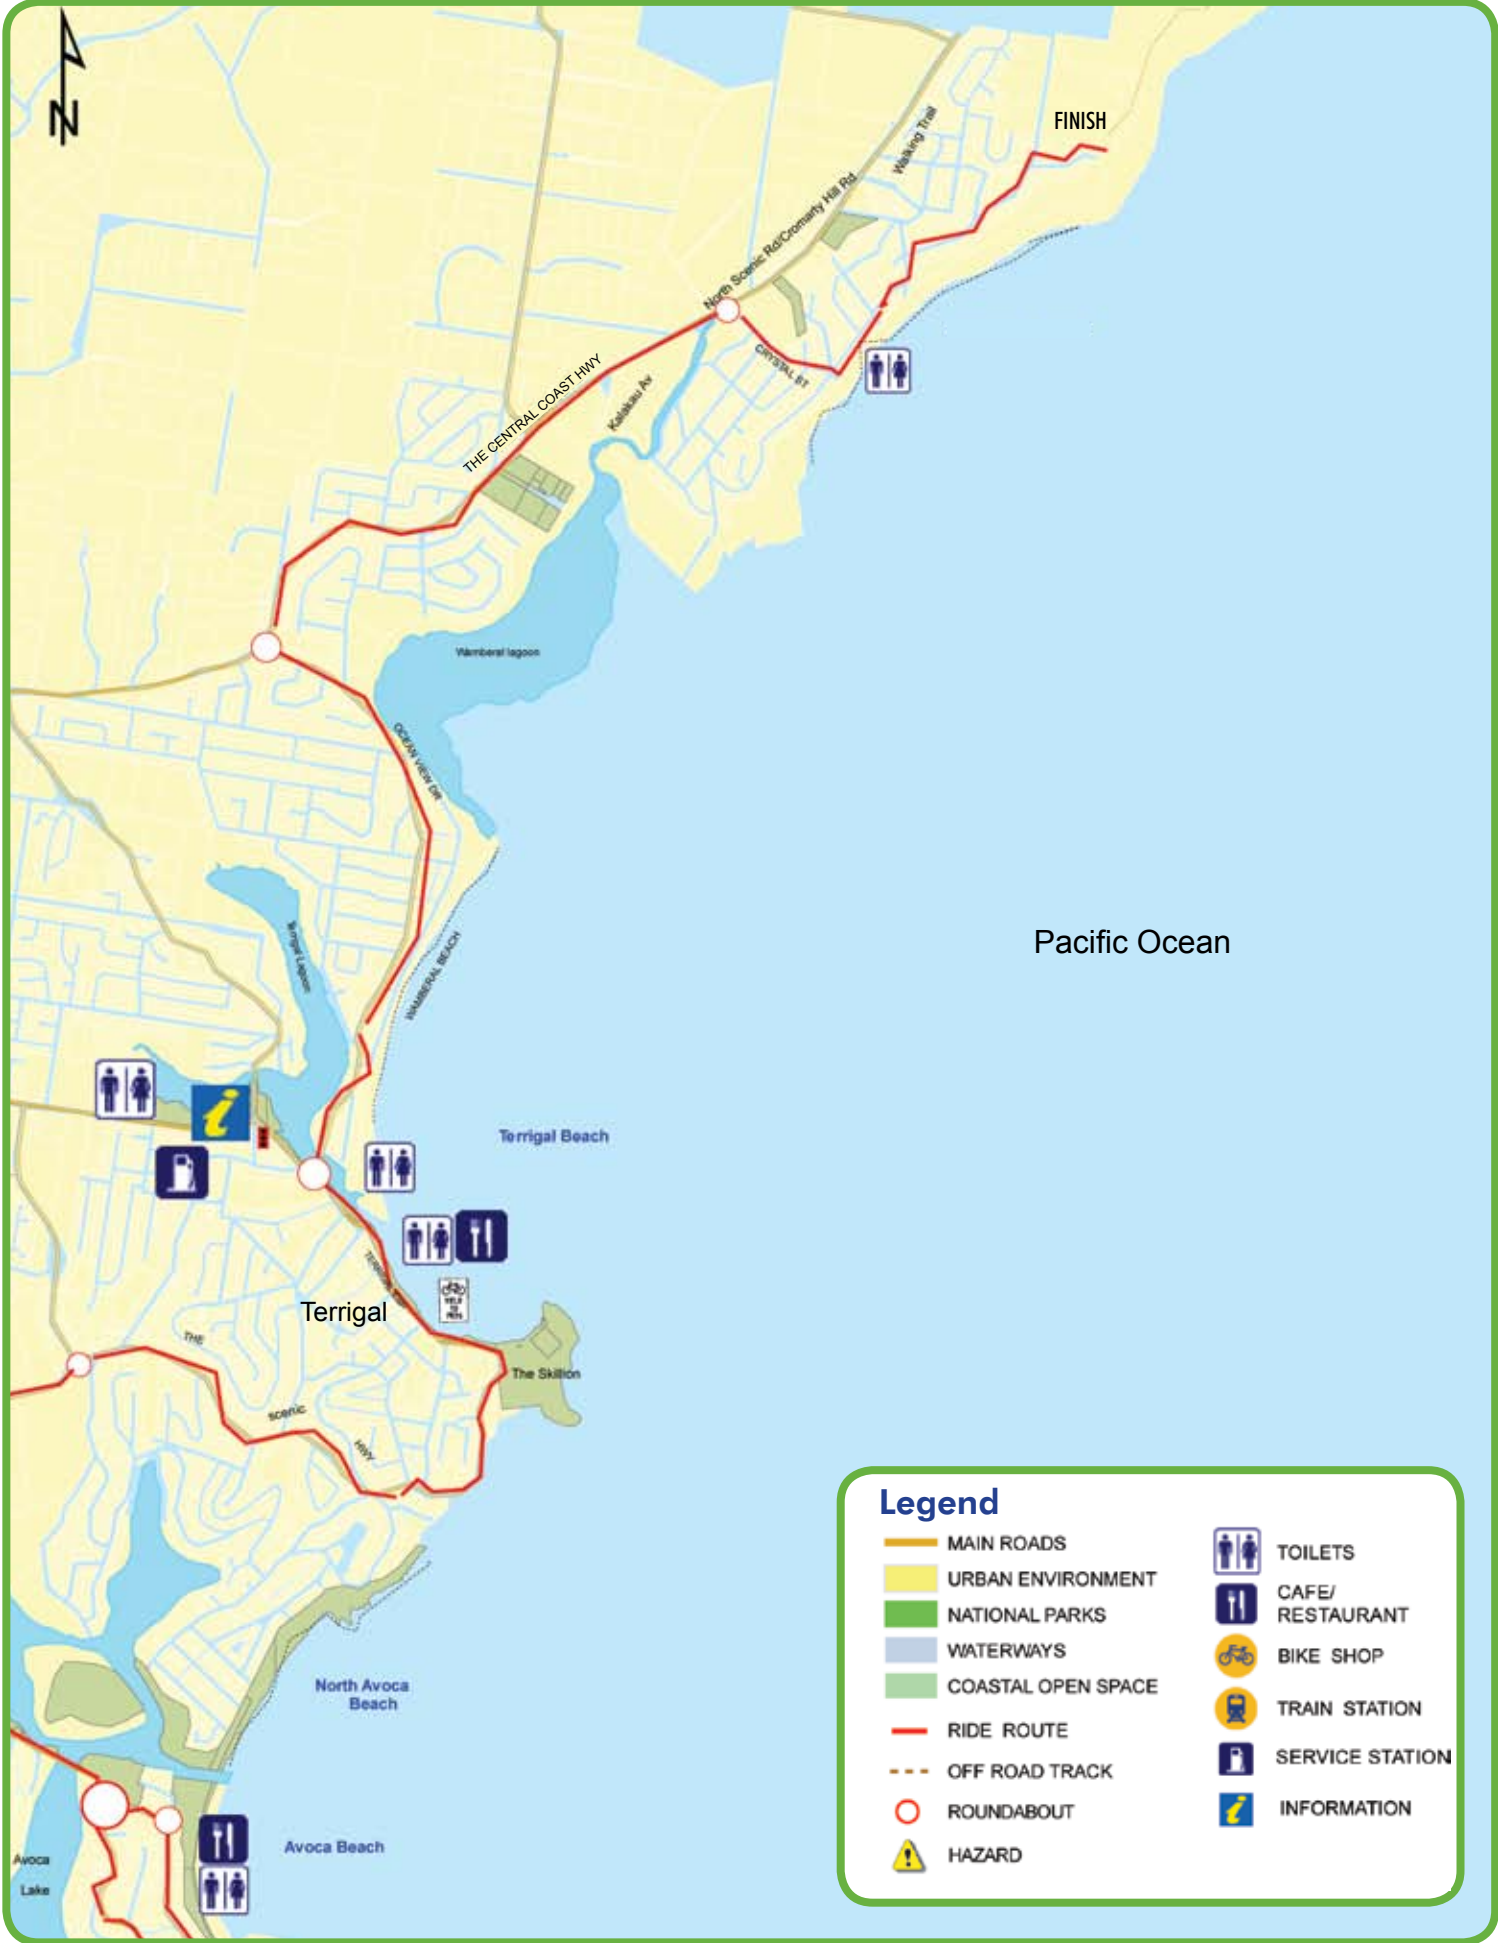 N
FINISH
Walking Trail
North Scenic Rd/Cromarty Hill Rd
CRYSTAL ST
THE CENTRAL COAST HWY
Kalakau Av
Wamberal lagoon
OCEAN VIEW DR
Terrigal Lagoon
WAMBERAL BEACH
Pacific Ocean
Terrigal Beach
Terrigal
The Skillion
THE
scenic
HWY
North Avoca
Beach
Avoca Beach
Avoca
Lake
Legend
MAIN ROADS
URBAN ENVIRONMENT
NATIONAL PARKS
WATERWAYS
COASTAL OPEN SPACE
RIDE ROUTE
OFF ROAD TRACK
ROUNDABOUT
HAZARD
TOILETS
CAFE/
RESTAURANT
BIKE SHOP
TRAIN STATION
SERVICE STATION
INFORMATION